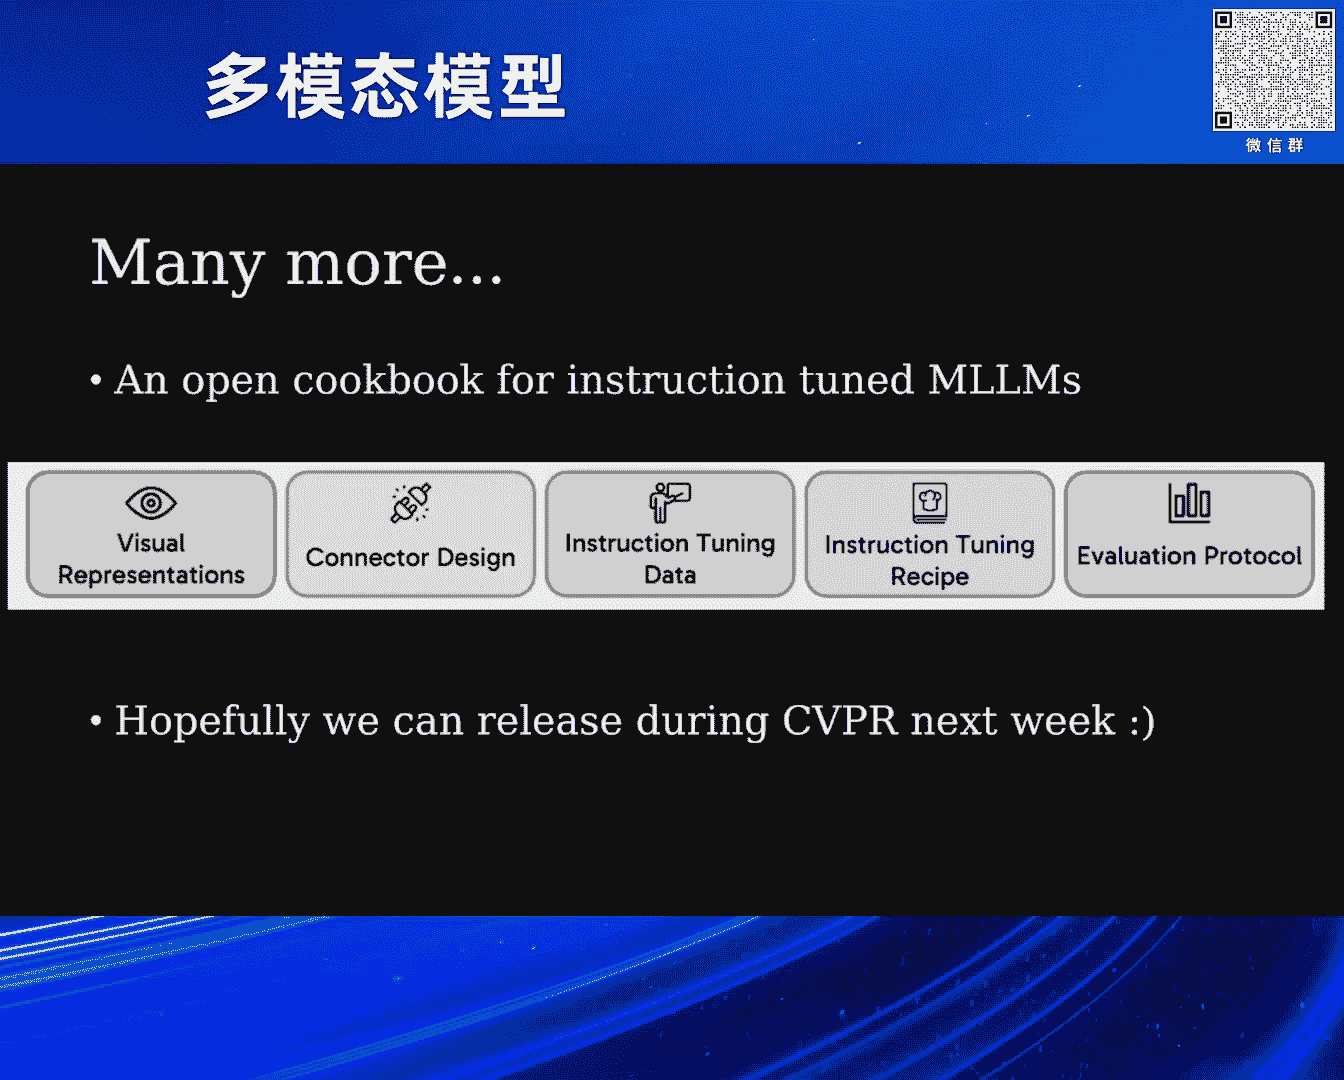 多模态模型
微信群
Many more...
• An open cookbook for instruction tuned MLLMs
Visual
Representations
Connector Design
Instruction Tuning
Data
Instruction Tuning
Recipe
Evaluation Protocol
• Hopefully we can release during CVPR next week :)